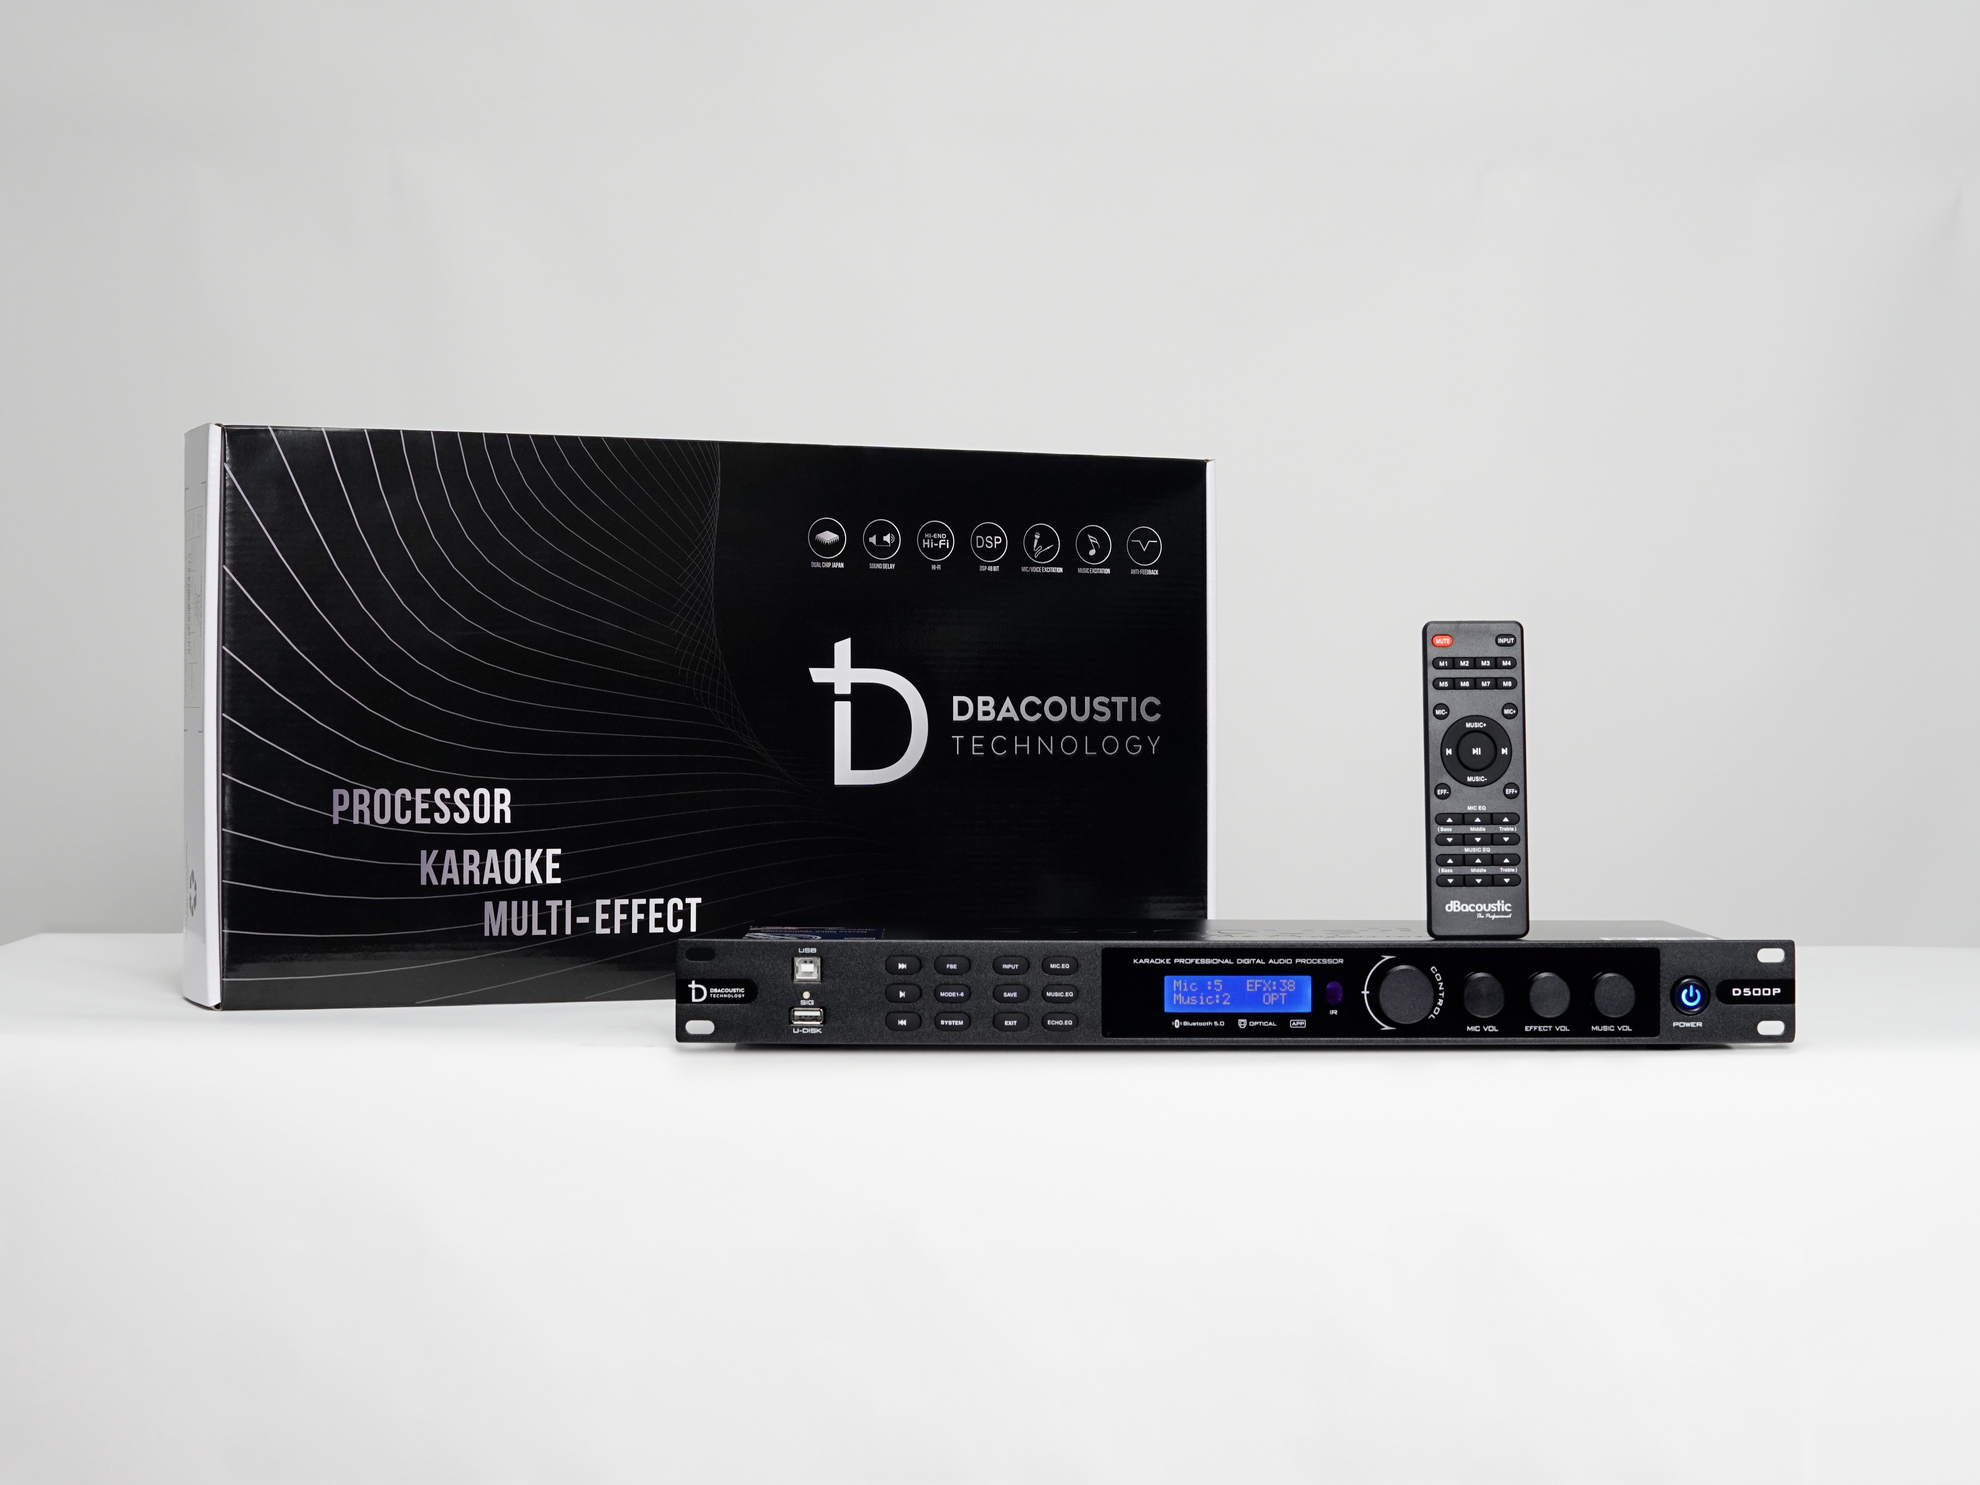 HI-END
Hi-Fi
DSP
DUAL CHIP JAPAN
SOUND DELAY
HI-FI
DSP 48 BIT
MIC/VOICE EXCITATION
MUSIC EXCITATION
ANTI-FEEDBACK
DBACOUSTIC
TECHNOLOGY
PROCESSOR
KARAOKE
MULTI-EFFECT
MUTE INPUT
M1 M2 M3 M4
M5 M6 M7 M8
MIC- MIC+
MUSIC+
MUSIC-
EFF- EFF+
MIC EQ
(Bass Middle Treble)
MUSIC EQ
(Bass Middle Treble)
dBacoustic
The Professional
DBACOUSTIC
TECHNOLOGY
USB
SIG
U-DISK
FBE INPUT MIC.EQ
MODE1-6 SAVE MUSIC.EQ
SYSTEM EXIT ECHO.EQ
KARAOKE PROFESSIONAL DIGITAL AUDIO PROCESSOR
Mic :5 EFX:38
Music:2 OPT
Bluetooth 5.0 OPTICAL APP
IR
CONTROL
MIC VOL
EFFECT VOL
MUSIC VOL
POWER
D500P